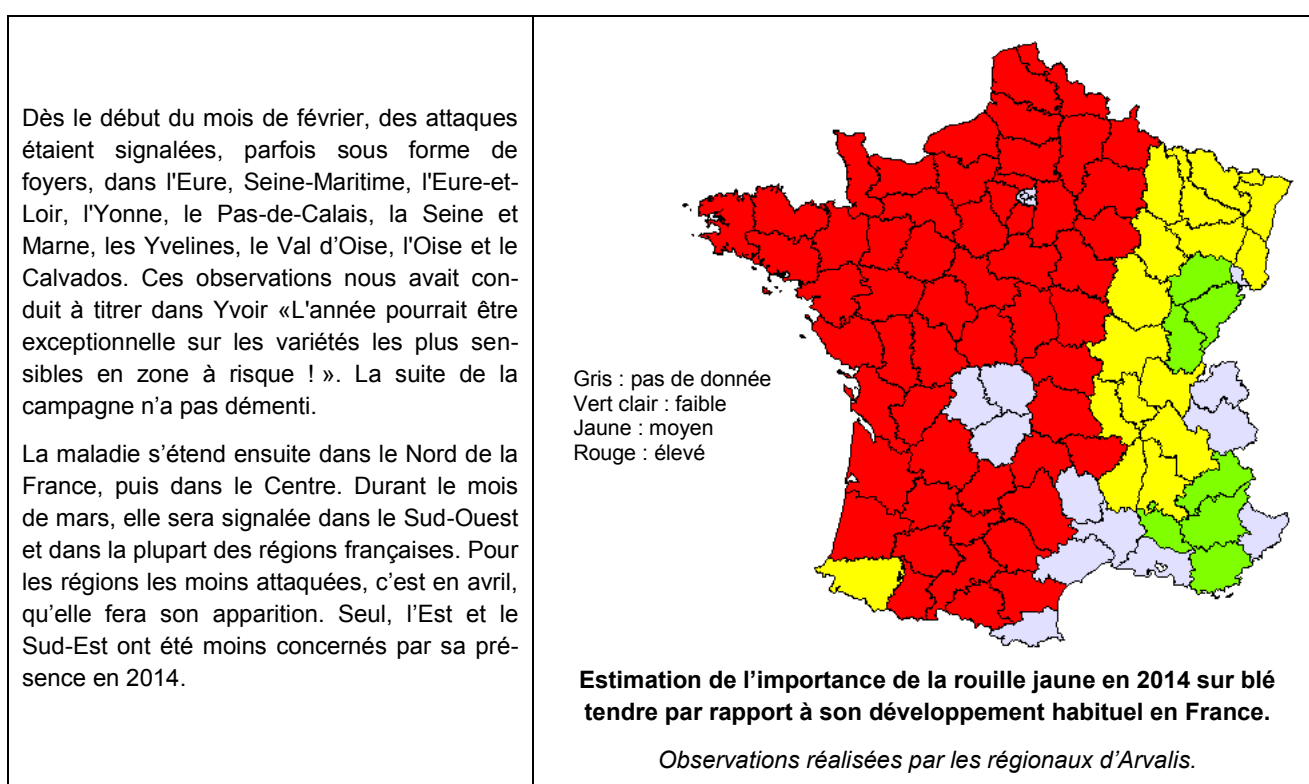 Dès le début du mois de février, des attaques
étaient signalées, parfois sous forme de
foyers, dans l'Eure, Seine-Maritime, l'Eure-et-
Loir, l'Yonne, le Pas-de-Calais, la Seine et
Marne, les Yvelines, le Val d’Oise, l'Oise et le
Calvados. Ces observations nous avait con-
duit à titrer dans Yvoir «L'année pourrait être
exceptionnelle sur les variétés les plus sen-
sibles en zone à risque ! ». La suite de la
campagne n’a pas démenti.
La maladie s’étend ensuite dans le Nord de la
France, puis dans le Centre. Durant le mois
de mars, elle sera signalée dans le Sud-Ouest
et dans la plupart des régions françaises. Pour
les régions les moins attaquées, c’est en avril,
qu’elle fera son apparition. Seul, l’Est et le
Sud-Est ont été moins concernés par sa pré-
sence en 2014.
Gris : pas de donnée
Vert clair : faible
Jaune : moyen
Rouge : élevé
Estimation de l’importance de la rouille jaune en 2014 sur blé
tendre par rapport à son développement habituel en France.
Observations réalisées par les régionaux d’Arvalis.